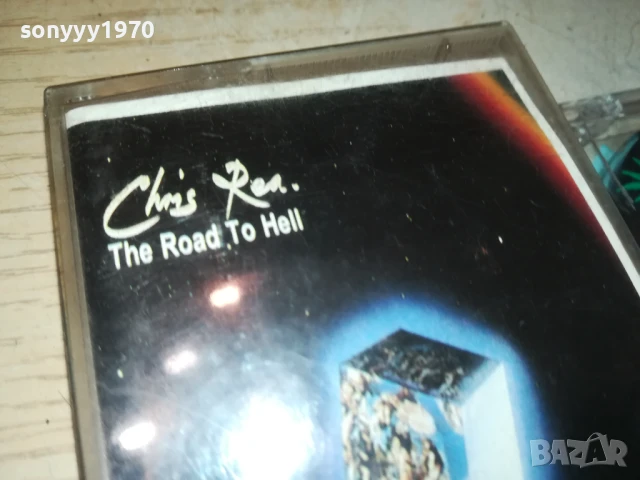 sonyyy1970
Chris Rea.
The Road To Hell
BAZAR